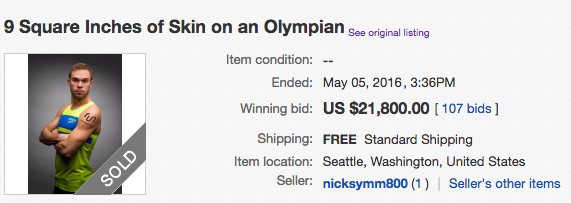 9 Square Inches of Skin on an Olympian See original listing
Item condition: --
Ended: May 05, 2016, 3:36PM
Winning bid: US $21,800.00 [ 107 bids ]
Shipping: FREE Standard Shipping
Item location: Seattle, Washington, United States
Seller: nicksymm800 (1 ) | Seller's other items
SOLD